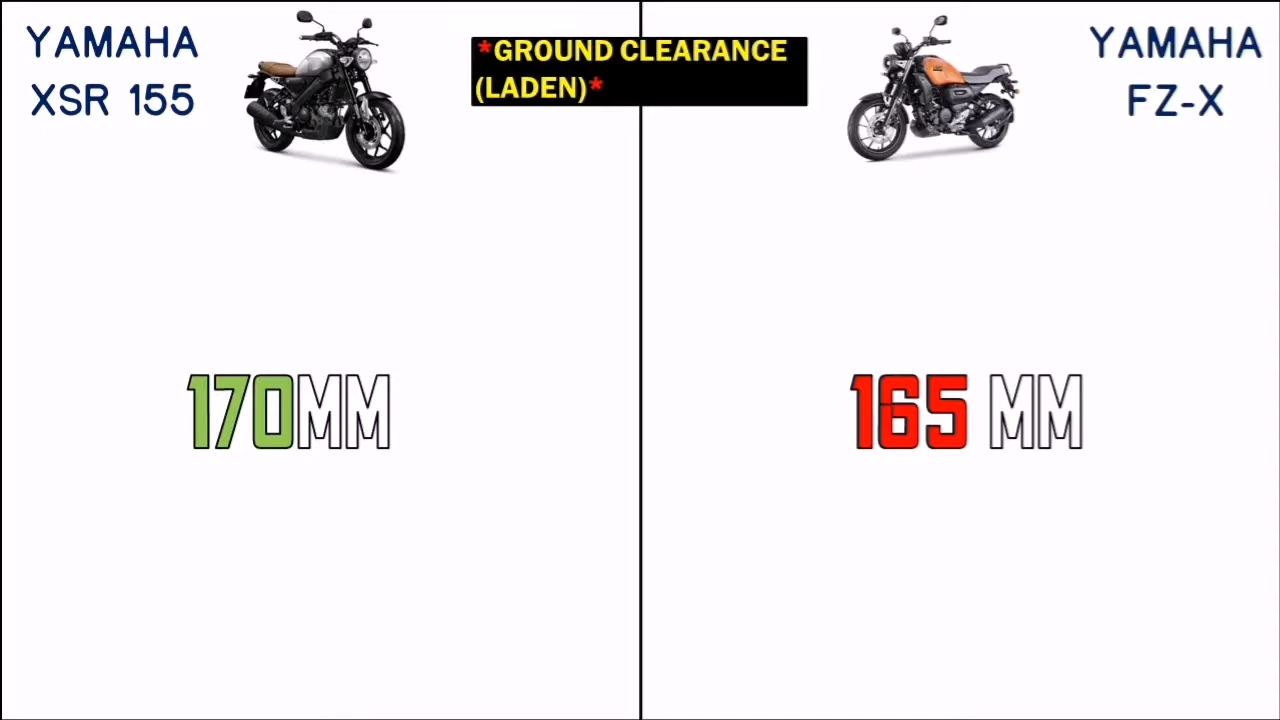 YAMAHA
XSR 155
*GROUND CLEARANCE
(LADEN)*
YAMAHA
FZ-X
170MM
165 MM